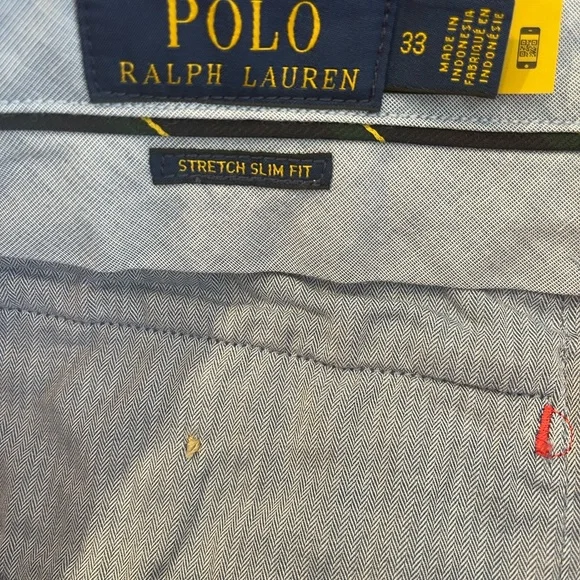 POLO
RALPH LAUREN
33
MADE IN
INDONESIA
FABRIQUÉ EN
INDONÉSIE
STRETCH SLIM FIT